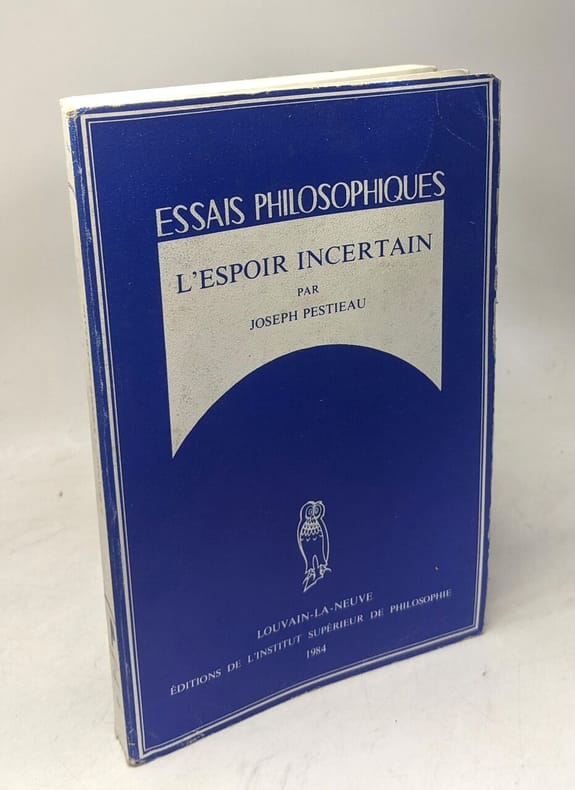 ESSAIS PHILOSOPHIQUES
L'ESPOIR INCERTAIN
PAR
JOSEPH PESTIEAU
LOUVAIN-LA-NEUVE
ÉDITIONS DE L'INSTITUT SUPÉRIEUR DE PHILOSOPHIE
1984